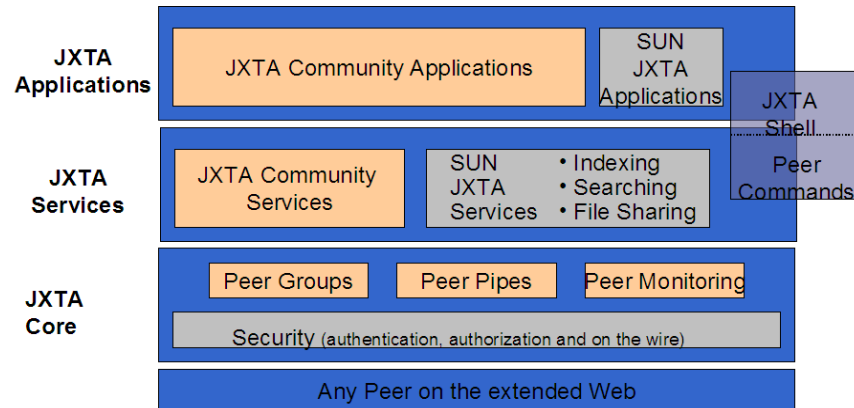 JXTA
Applications
JXTA Community Applications
SUN
JXTA
Applications
JXTA
Shell
Peer
Commands
JXTA
Services
JXTA Community
Services
SUN
JXTA
Services
• Indexing
• Searching
• File Sharing
JXTA
Core
Peer Groups
Peer Pipes
Peer Monitoring
Security (authentication, authorization and on the wire)
Any Peer on the extended Web